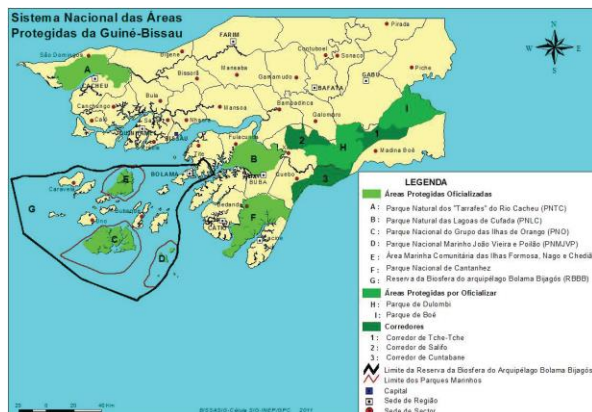 Sistema Nacional das Áreas
Protegidas da Guiné-Bissau
Pirada
FARIM
São Domingos
Bigene
Contuboel
Sonaco
A
Mansaba
Bissorã
Gamamudo
GABU
Piche
CACHEU
BAFATÁ
Bula
Canchungo
Mansoa
Bambadinca
I
Galomaro
2
1
H
Fulacunda
B
Madina Boé
BOLAMA
BUBA
3
E
Caravela
G
Bedanda
F
Uno
C
D
LEGENDA
Áreas Protegidas Oficializadas
A : Parque Natural dos "Tarrafes" do Rio Cacheu (PNTC)
B : Parque Natural das Lagoas de Cufada (PNLC)
C : Parque Nacional do Grupo das Ilhas de Orango (PNO)
D : Parque Nacional Marinho João Vieira e Poilão (PNMJVP)
E : Área Marinha Comunitária das Ilhas Formosa, Nago e Chediã
F : Parque Nacional de Cantanhez
G : Reserva da Biosfera do arquipélago Bolama Bijagós (RBBB)
Áreas Protegidas por Oficializar
H : Parque de Dulombi
I : Parque de Boé
Corredores
1 : Corredor de Tche-Tche
2 : Corredor de Salifo
3 : Corredor de Cuntabane
Limite da Reserva da Biosfera do Arquipélago Bolama Bijagós
Limite dos Parques Marinhos
Capital
Sede de Região
Sede de Sector